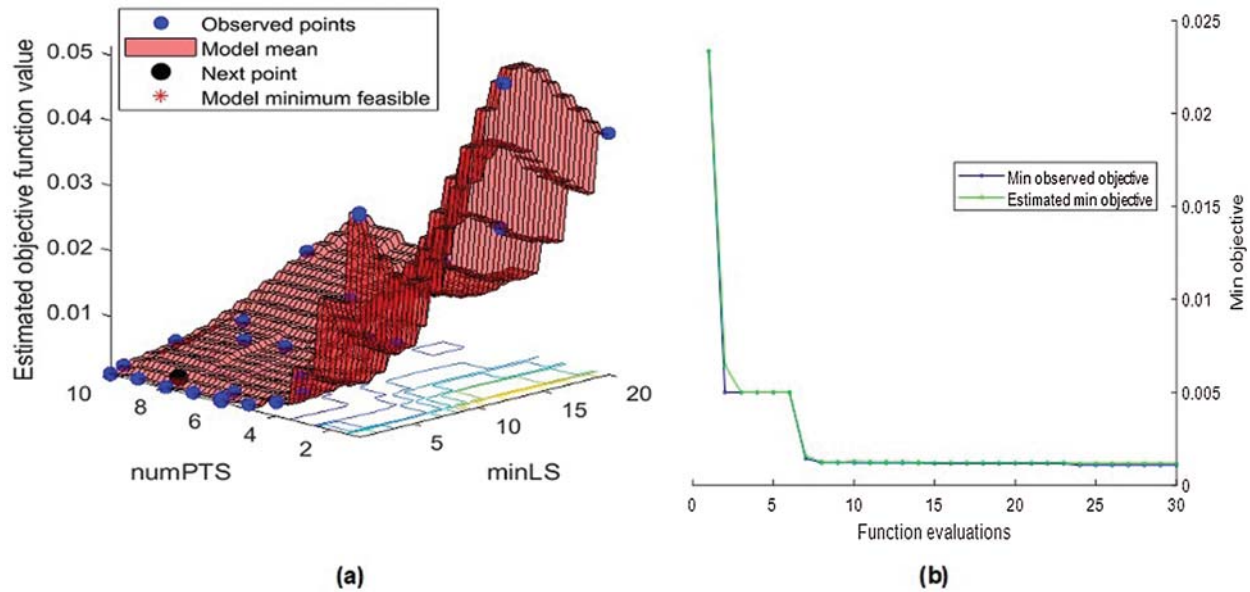 Observed points
Model mean
Next point
Model minimum feasible
Estimated objective function value
0.05
0.04
0.03
0.02
0.01
10
8
6
4
2
numPTS
5
10
15
20
minLS
(a)
0.025
0.02
0.015
0.01
0.005
0
Min objective
Min observed objective
Estimated min objective
0 5 10 15 20 25 30
Function evaluations
(b)